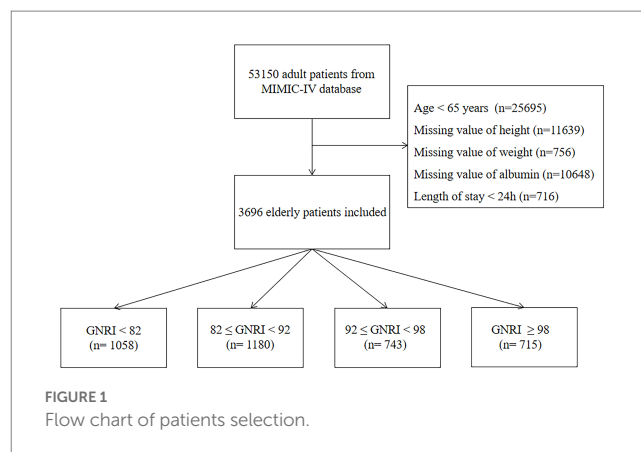 53150 adult patients from
MIMIC-IV database
Age < 65 years (n=25695)
Missing value of height (n=11639)
Missing value of weight (n=756)
Missing value of albumin (n=10648)
Length of stay < 24h (n=716)
3696 elderly patients included
GNRI < 82
(n= 1058)
82 ≤ GNRI < 92
(n= 1180)
92 ≤ GNRI < 98
(n= 743)
GNRI ≥ 98
(n= 715)
FIGURE 1
Flow chart of patients selection.